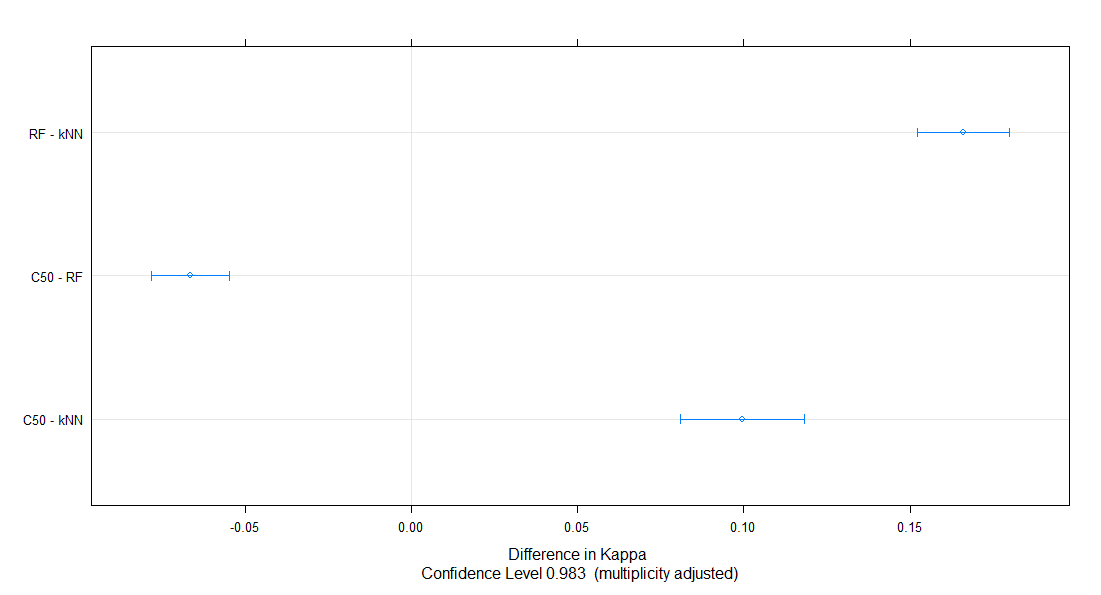 RF - kNN
C50 - RF
C50 - kNN
-0.05 0.00 0.05 0.10 0.15
Difference in Kappa
Confidence Level 0.983 (multiplicity adjusted)